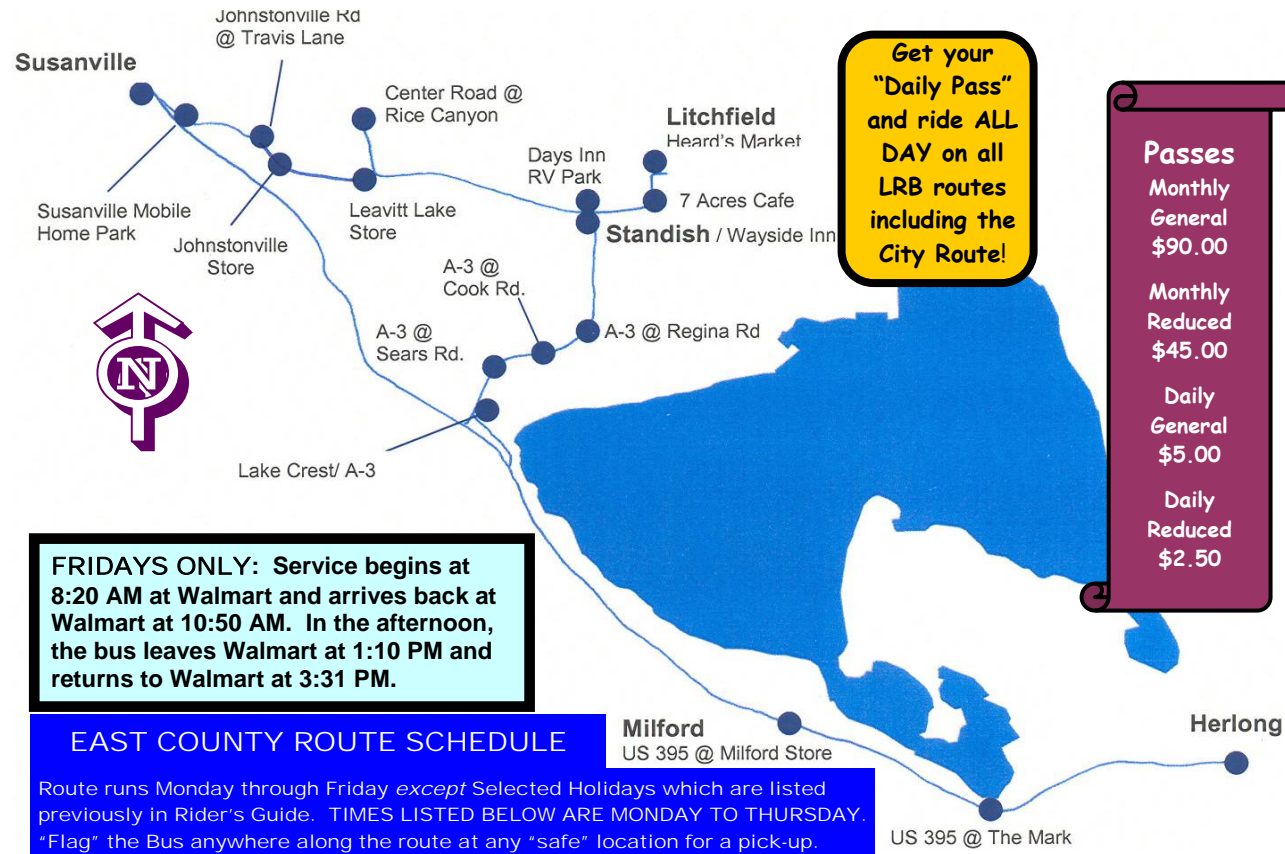 Johnstonville Rd
@ Travis Lane
Susanville
Center Road @
Rice Canyon
Litchfield
Heard's Market
Days Inn
RV Park
7 Acres Cafe
Susanville Mobile
Home Park
Johnstonville
Store
Leavitt Lake
Store
Standish / Wayside Inn
A-3 @
Cook Rd.
A-3 @
Sears Rd.
A-3 @ Regina Rd
N
Lake Crest/ A-3
Get your
“Daily Pass”
and ride ALL
DAY on all
LRB routes
including the
City Route!
Passes
Monthly
General
$90.00
Monthly
Reduced
$45.00
Daily
General
$5.00
Daily
Reduced
$2.50
FRIDAYS ONLY: Service begins at
8:20 AM at Walmart and arrives back at
Walmart at 10:50 AM. In the afternoon,
the bus leaves Walmart at 1:10 PM and
returns to Walmart at 3:31 PM.
Milford
US 395 @ Milford Store
Herlong
US 395 @ The Mark
EAST COUNTY ROUTE SCHEDULE
Route runs Monday through Friday except Selected Holidays which are listed
previously in Rider's Guide. TIMES LISTED BELOW ARE MONDAY TO THURSDAY.
“Flag” the Bus anywhere along the route at any “safe” location for a pick-up.